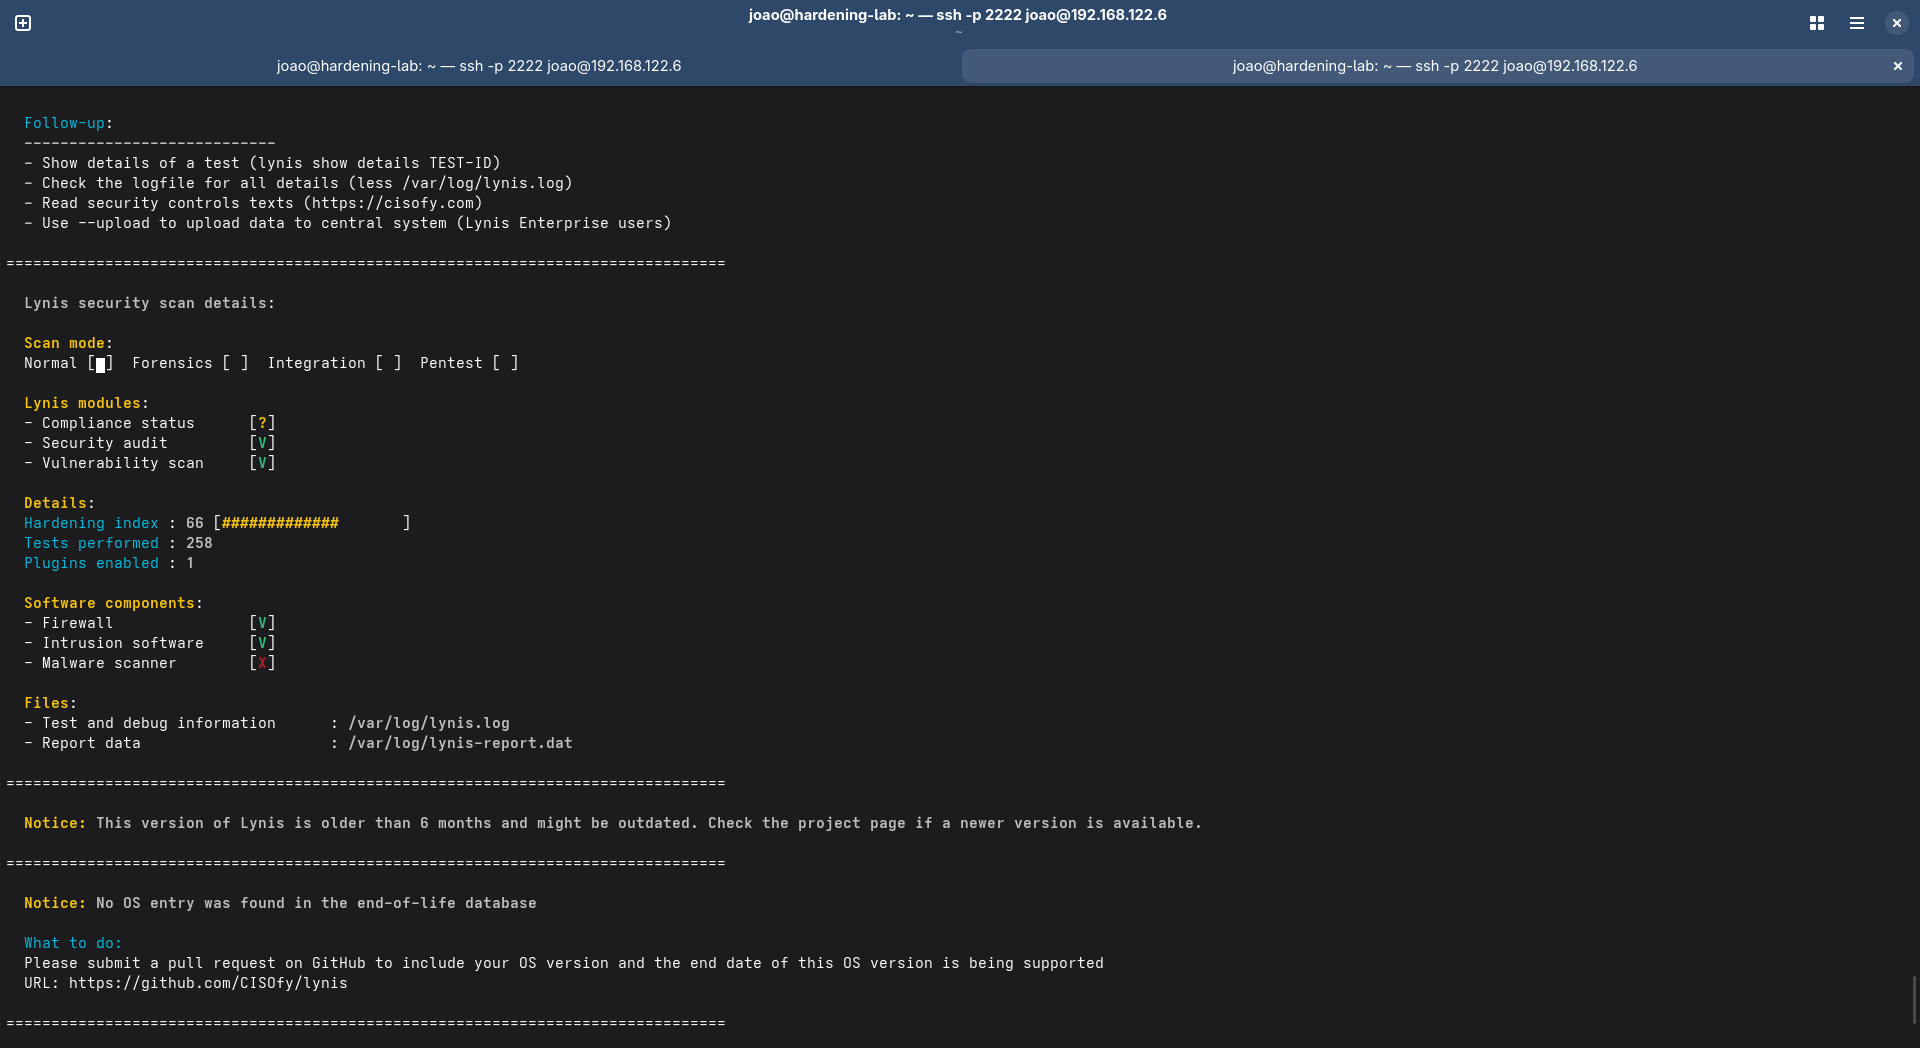 joao@hardening-lab: ~ — ssh -p 2222 joao@192.168.122.6
~
joao@hardening-lab: ~ — ssh -p 2222 joao@192.168.122.6
joao@hardening-lab: ~ — ssh -p 2222 joao@192.168.122.6
Follow-up:
----------------------------
- Show details of a test (lynis show details TEST-ID)
- Check the logfile for all details (less /var/log/lynis.log)
- Read security controls texts (https://cisofy.com)
- Use --upload to upload data to central system (Lynis Enterprise users)
================================================================================
Lynis security scan details:
Scan mode:
Normal [■]  Forensics [ ]  Integration [ ]  Pentest [ ]
Lynis modules:
- Compliance status      [?]
- Security audit         [V]
- Vulnerability scan     [V]
Details:
Hardening index : 66 [#############       ]
Tests performed : 258
Plugins enabled : 1
Software components:
- Firewall               [V]
- Intrusion software     [V]
- Malware scanner        [X]
Files:
- Test and debug information      : /var/log/lynis.log
- Report data                     : /var/log/lynis-report.dat
================================================================================
Notice: This version of Lynis is older than 6 months and might be outdated. Check the project page if a newer version is available.
================================================================================
Notice: No OS entry was found in the end-of-life database
What to do:
Please submit a pull request on GitHub to include your OS version and the end date of this OS version is being supported
URL: https://github.com/CISOfy/lynis
================================================================================